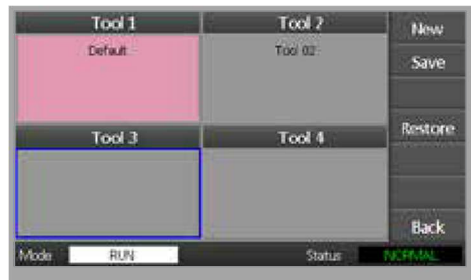 Tool 1
Tool 2
New
Default
Tool 02
Save
Restore
Tool 3
Tool 4
Back
Mode
RUN
Status
NORMAL